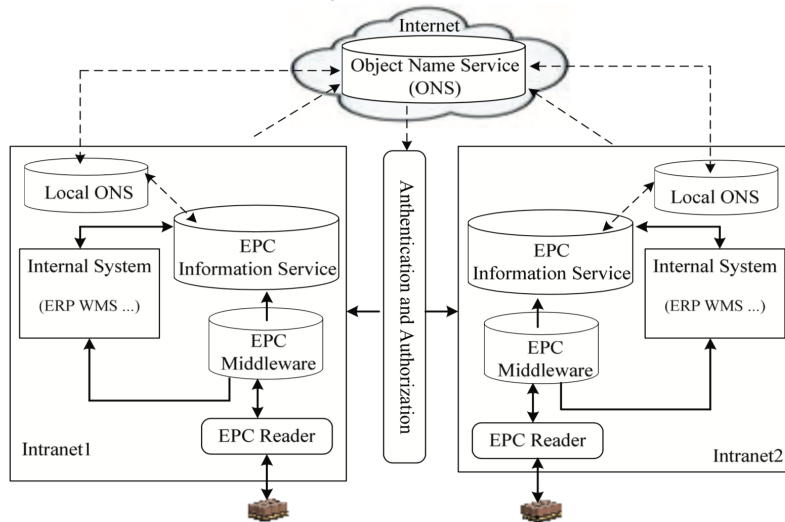 Internet
Object Name Service
(ONS)
Local ONS
EPC
Information Service
Internal System
(ERP WMS ...)
EPC
Middleware
EPC Reader
Intranet1
Anthentication and Authorization
Local ONS
EPC
Information Service
Internal System
(ERP WMS ...)
EPC
Middleware
EPC Reader
Intranet2